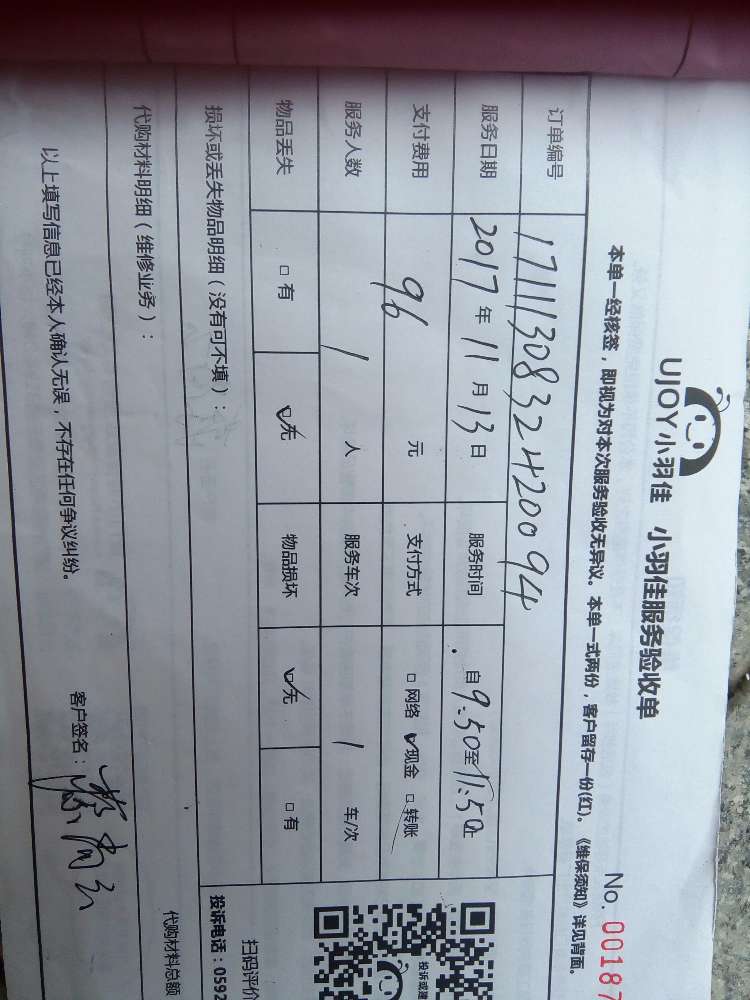 UJOY小羽佳 小羽佳服务验收单
No. 00187
本单一经核签，即视为对本次服务验收无异议。本单一式两份，客户留存一份(红)。《维保须知》详见背面。
订单编号 1711130832420094
服务日期 2017年11月13日 服务时间 自9:50至11:50止
支付费用 96 元 支付方式 □网络 ☑现金 □转账
服务人数 1 人 服务车次 1 车/次
物品丢失 □有 ☑无 物品损坏 ☑无 □有
损坏或丢失物品明细（没有可不填）：
代购材料明细（维修业务）：
代购材料总额
以上填写信息已经本人确认无误，不存在任何争议纠纷。
客户签名：
投诉或建
扫码评价
投诉电话：0592